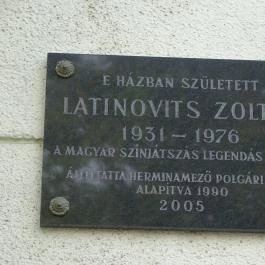 E HÁZBAN SZÜLETETT
LATINOVITS ZOLT
1931 – 1976
A MAGYAR SZÍNJÁTSZÁS LEGENDÁS
ÁLLÍTTATTA HERMINAMEZŐ POLGÁRI
ALAPÍTVA 1990
2005